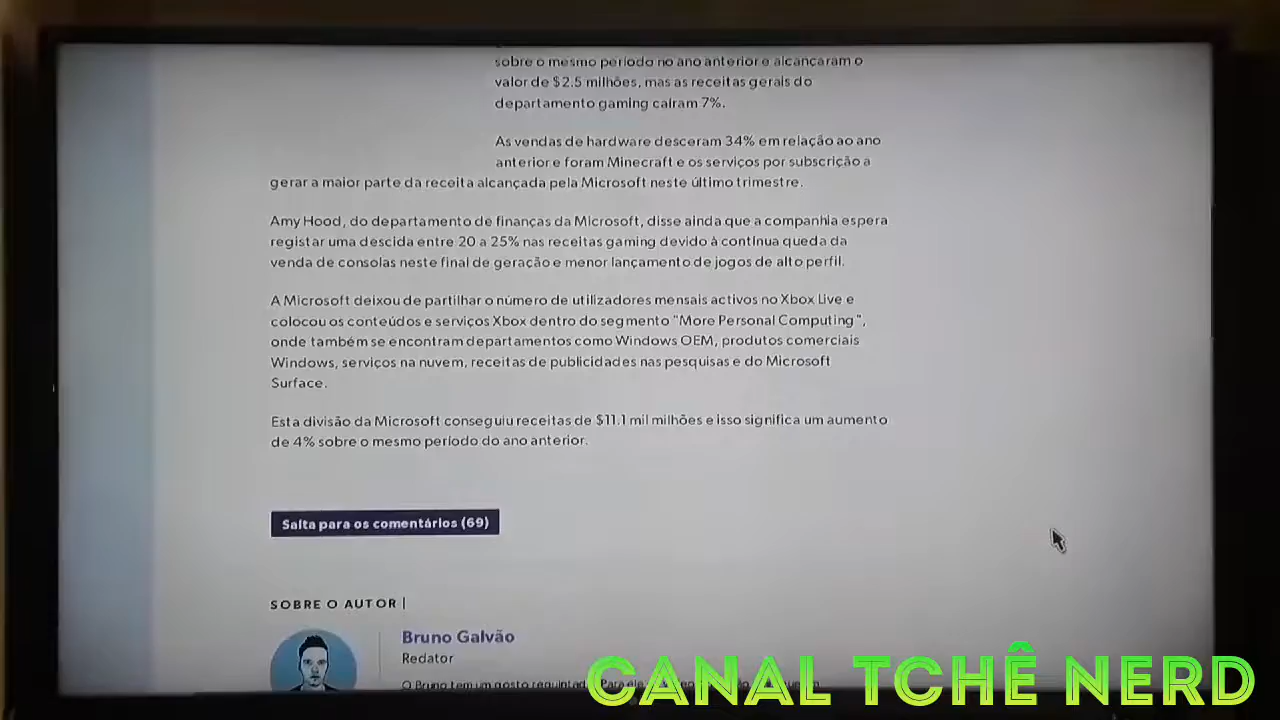 sobre o mesmo período no ano anterior e alcançaram o
valor de $2.5 milhões, mas as receitas gerais do
departamento gaming caíram 7%.
As vendas de hardware desceram 34% em relação ao ano
anterior e foram Minecraft e os serviços por subscrição a
gerar a maior parte da receita alcançada pela Microsoft neste último trimestre.
Amy Hood, do departamento de finanças da Microsoft, disse ainda que a companhia espera
registar uma descida entre 20 a 25% nas receitas gaming devido à contínua queda da
venda de consolas neste final de geração e menor lançamento de jogos de alto perfil.
A Microsoft deixou de partilhar o número de utilizadores mensais activos no Xbox Live e
colocou os conteúdos e serviços Xbox dentro do segmento "More Personal Computing",
onde também se encontram departamentos como Windows OEM, produtos comerciais
Windows, serviços na nuvem, receitas de publicidades nas pesquisas e do Microsoft
Surface.
Esta divisão da Microsoft conseguiu receitas de $11.1 mil milhões e isso significa um aumento
de 4% sobre o mesmo período do ano anterior.
Salta para os comentários (69)
SOBRE O AUTOR |
Bruno Galvão
Redator
O Bruno tem um gosto requintad
CANAL TCHÊ NERD